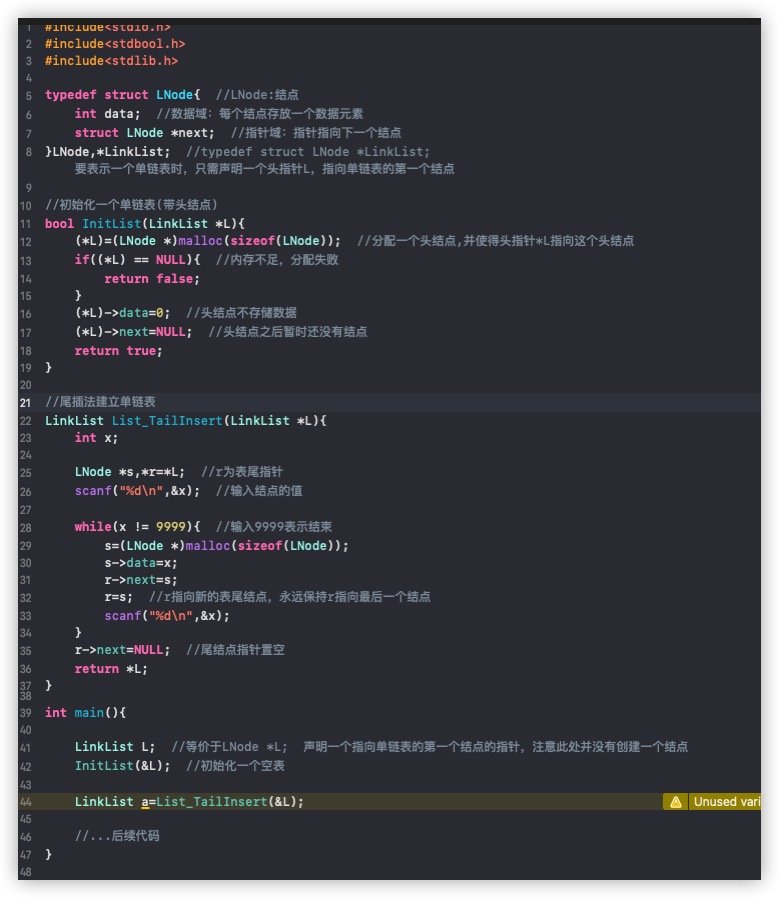 1 #include<stdio.h>
2 #include<stdbool.h>
3 #include<stdlib.h>
4
5 typedef struct LNode{  //LNode:结点
6     int data;  //数据域：每个结点存放一个数据元素
7     struct LNode *next;  //指针域：指针指向下一个结点
8 }LNode,*LinkList;  //typedef struct LNode *LinkList;
    要表示一个单链表时，只需声明一个头指针L，指向单链表的第一个结点
9
10 //初始化一个单链表(带头结点)
11 bool InitList(LinkList *L){
12     (*L)=(LNode *)malloc(sizeof(LNode));  //分配一个头结点,并使得头指针*L指向这个头结点
13     if((*L) == NULL){  //内存不足，分配失败
14         return false;
15     }
16     (*L)->data=0;  //头结点不存储数据
17     (*L)->next=NULL;  //头结点之后暂时还没有结点
18     return true;
19 }
20
21 //尾插法建立单链表
22 LinkList List_TailInsert(LinkList *L){
23     int x;
24
25     LNode *s,*r=*L;  //r为表尾指针
26     scanf("%d\n",&x);  //输入结点的值
27
28     while(x != 9999){  //输入9999表示结束
29         s=(LNode *)malloc(sizeof(LNode));
30         s->data=x;
31         r->next=s;
32         r=s;  //r指向新的表尾结点，永远保持r指向最后一个结点
33         scanf("%d\n",&x);
34     }
35     r->next=NULL;  //尾结点指针置空
36     return *L;
37 }
38
39 int main(){
40
41     LinkList L;  //等价于LNode *L;  声明一个指向单链表的第一个结点的指针，注意此处并没有创建一个结点
42     InitList(&L);  //初始化一个空表
43
44     LinkList a=List_TailInsert(&L); Unused vari
45
46     //...后续代码
47 }
48